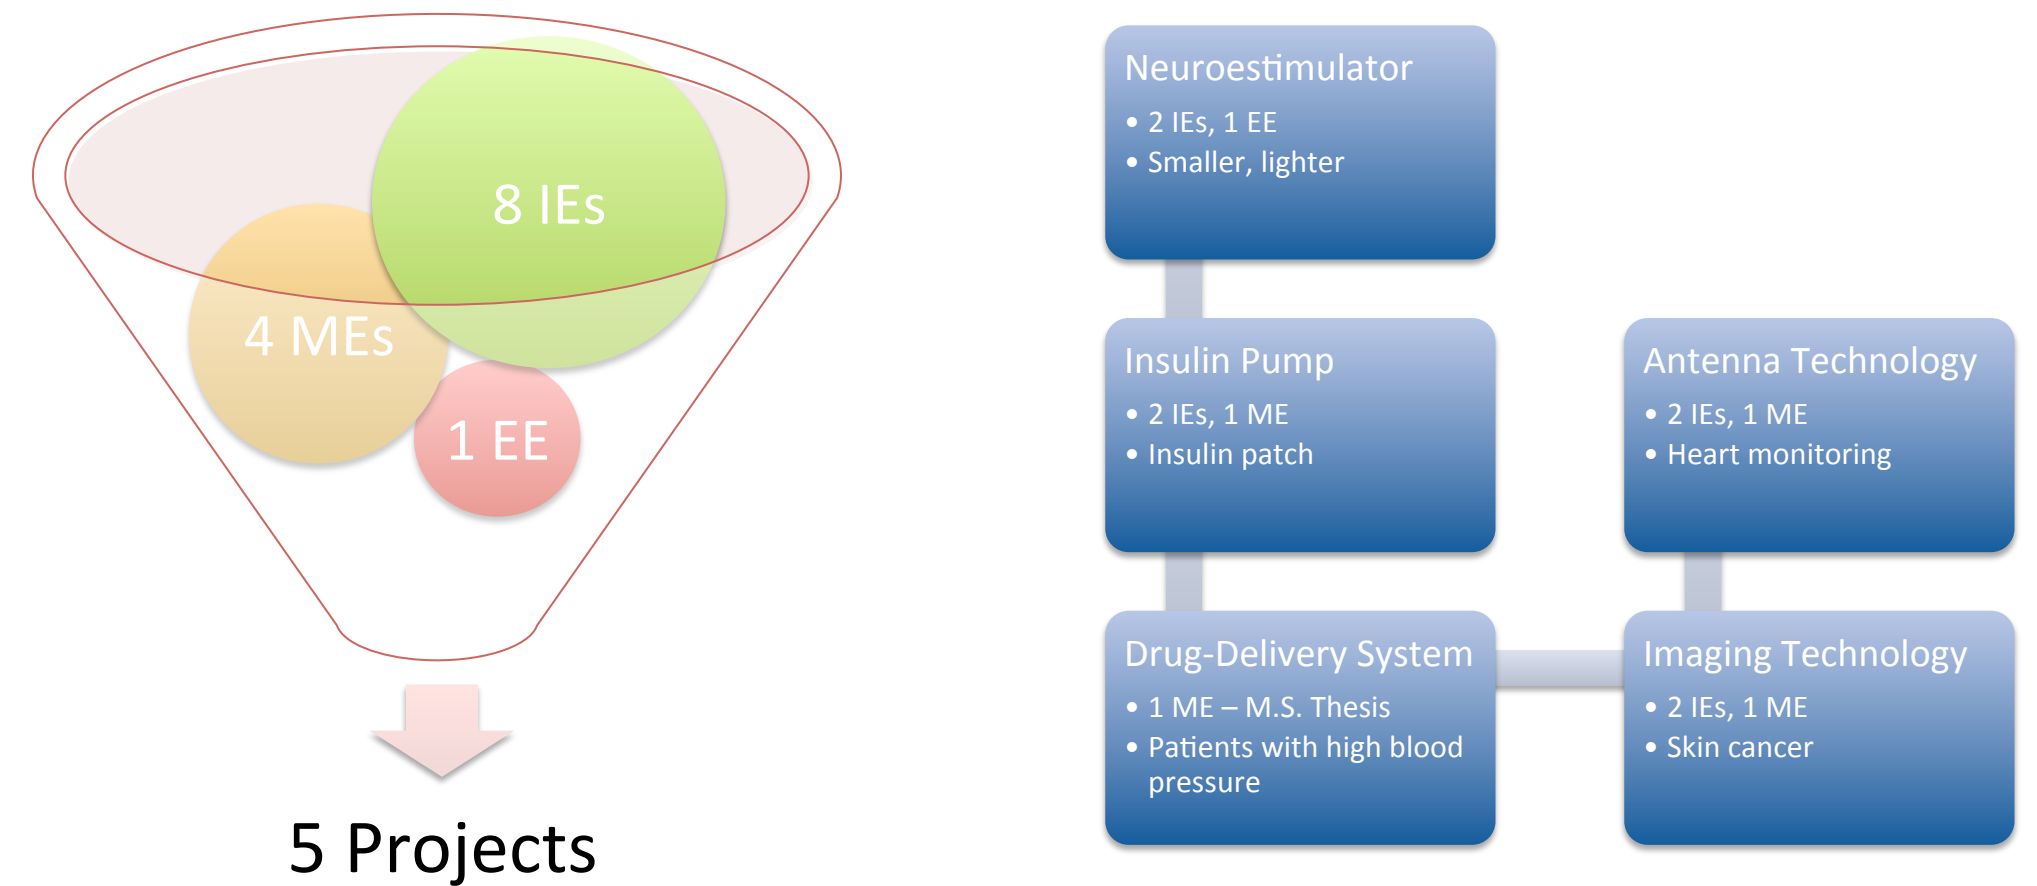 8 IEs
4 MEs
1 EE
5 Projects
Neuroestimulator
• 2 IEs, 1 EE
• Smaller, lighter
Insulin Pump
• 2 IEs, 1 ME
• Insulin patch
Drug-Delivery System
• 1 ME – M.S. Thesis
• Patients with high blood
pressure
Imaging Technology
• 2 IEs, 1 ME
• Skin cancer
Antenna Technology
• 2 IEs, 1 ME
• Heart monitoring